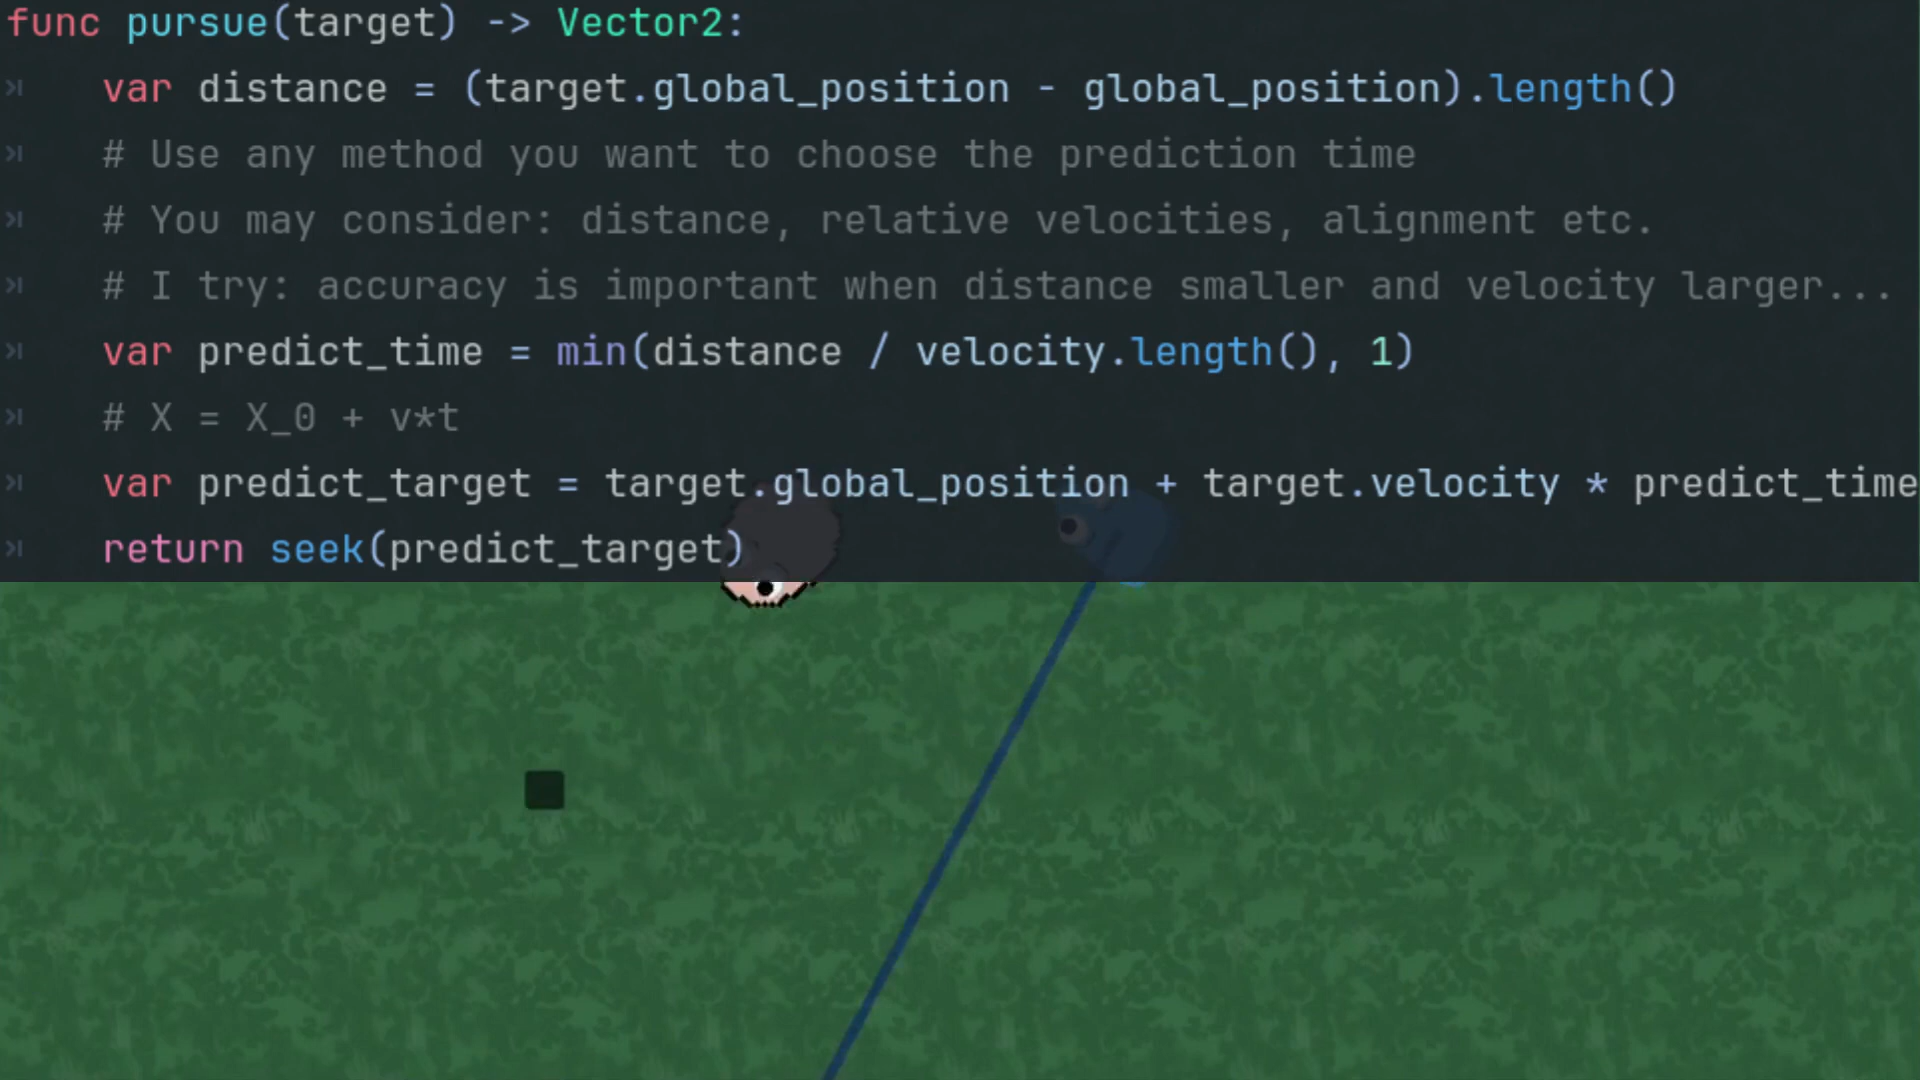 func pursue(target) -> Vector2:
var distance = (target.global_position - global_position).length()
# Use any method you want to choose the prediction time
# You may consider: distance, relative velocities, alignment etc.
# I try: accuracy is important when distance smaller and velocity larger...
var predict_time = min(distance / velocity.length(), 1)
# X = X_0 + v*t
var predict_target = target.global_position + target.velocity * predict_time
return seek(predict_target)